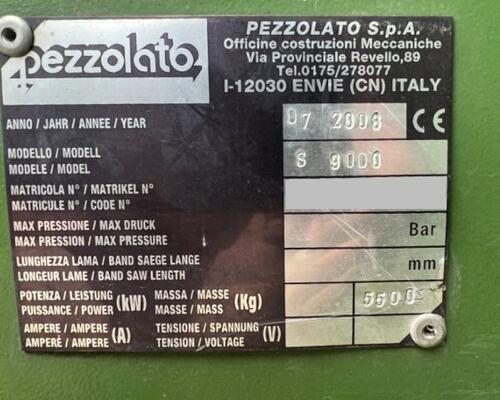 pezzolato
PEZZOLATO S.p.A.
Officine costruzioni Meccaniche
Via Provinciale Revello,89
Tel.0175/278077
I-12030 ENVIE (CN) ITALY
ANNO / JAHR / ANNEE / YEAR 07 2008 CE
MODELLO / MODELL
MODELE / MODEL S 9000
MATRICOLA N° / MATRIKEL N°
MATRICULE N° / CODE N°
MAX PRESSIONE / MAX DRUCK
MAX PRESSION / MAX PRESSURE Bar
LUNGHEZZA LAMA / BAND SAEGE LANGE
LONGEUR LAME / BAND SAW LENGTH mm
POTENZA / LEISTUNG (kW) MASSA / MASSE (Kg)
PUISSANCE / POWER MASSE / MASS 5500
AMPERE / AMPERE (A) TENSIONE / SPANNUNG (V)
AMPERÉ / AMPERE TENSION / VOLTAGE